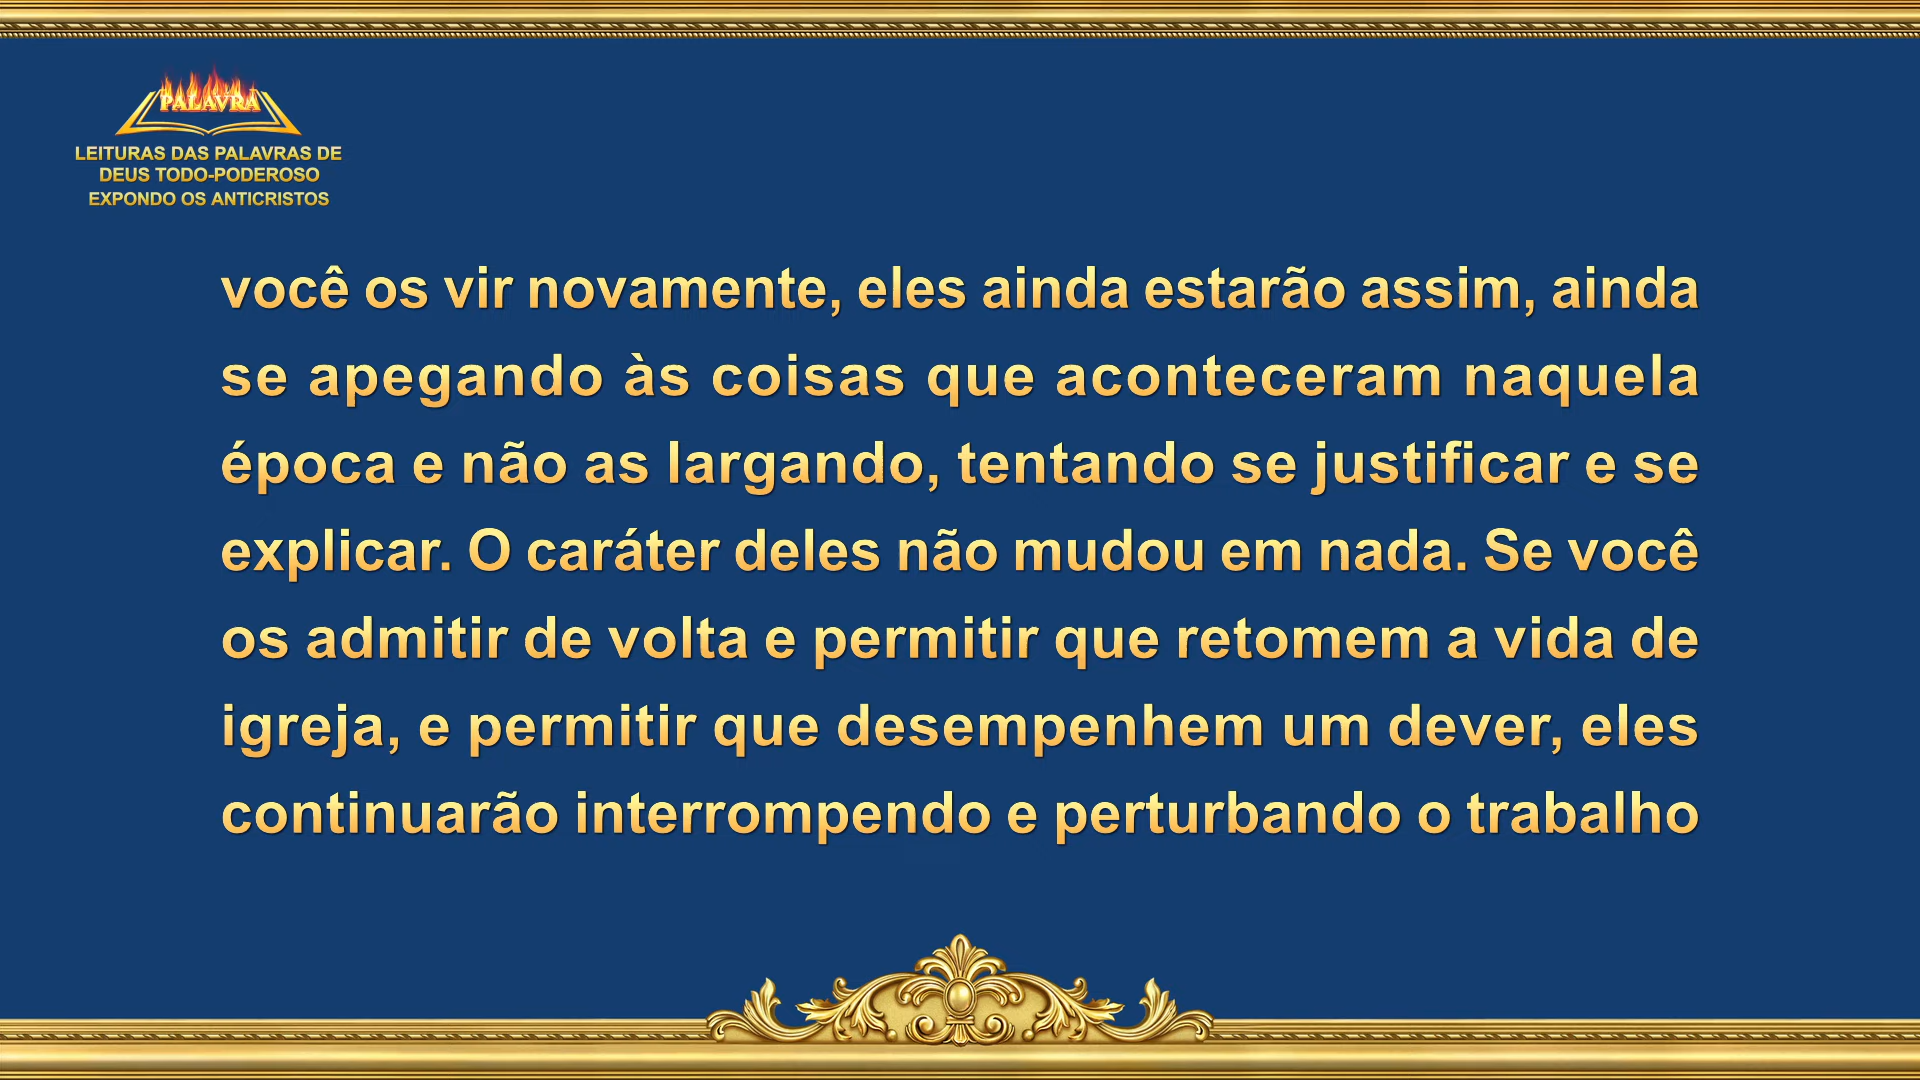 PALAVRA
LEITURAS DAS PALAVRAS DE
DEUS TODO-PODEROSO
EXPONDO OS ANTICRISTOS
você os vir novamente, eles ainda estarão assim, ainda
se apegando às coisas que aconteceram naquela
época e não as largando, tentando se justificar e se
explicar. O caráter deles não mudou em nada. Se você
os admitir de volta e permitir que retomem a vida de
igreja, e permitir que desempenhem um dever, eles
continuarão interrompendo e perturbando o trabalho